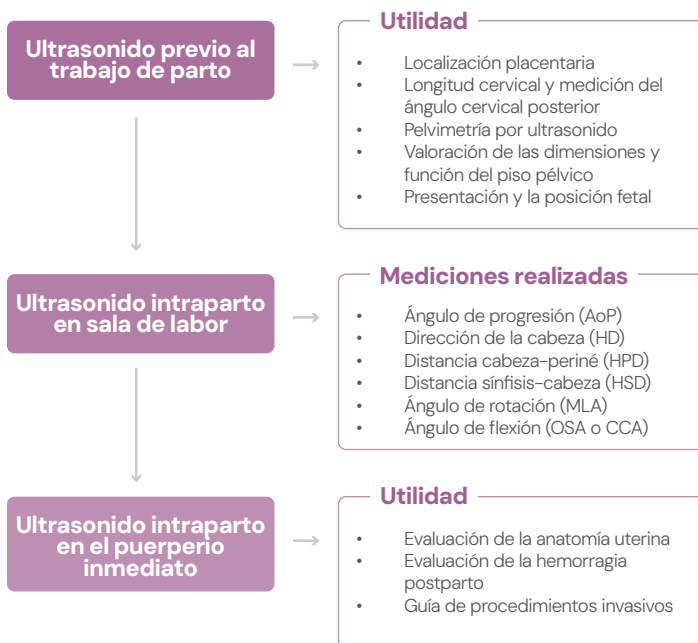 Ultrasonido previo al
trabajo de parto
Utilidad
• Localización placentaria
• Longitud cervical y medición del
ángulo cervical posterior
• Pelvimetría por ultrasonido
• Valoración de las dimensiones y
función del piso pélvico
• Presentación y la posición fetal
Ultrasonido intraparto
en sala de labor
Mediciones realizadas
• Ángulo de progresión (AoP)
• Dirección de la cabeza (HD)
• Distancia cabeza-periné (HPD)
• Distancia sínfisis-cabeza (HSD)
• Ángulo de rotación (MLA)
• Ángulo de flexión (OSA o CCA)
Ultrasonido intraparto
en el puerperio
inmediato
Utilidad
• Evaluación de la anatomía uterina
• Evaluación de la hemorragia
postparto
• Guía de procedimientos invasivos